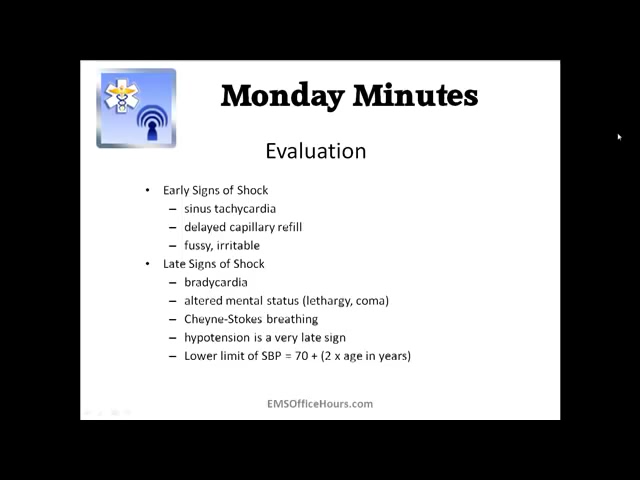 Monday Minutes
Evaluation
• Early Signs of Shock
– sinus tachycardia
– delayed capillary refill
– fussy, irritable
• Late Signs of Shock
– bradycardia
– altered mental status (lethargy, coma)
– Cheyne-Stokes breathing
– hypotension is a very late sign
– Lower limit of SBP = 70 + (2 x age in years)
EMSOfficeHours.com